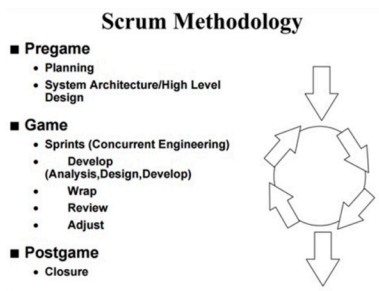 Scrum Methodology
■ Pregame
• Planning
• System Architecture/High Level
Design
■ Game
• Sprints (Concurrent Engineering)
• Develop
(Analysis,Design,Develop)
• Wrap
• Review
• Adjust
■ Postgame
• Closure